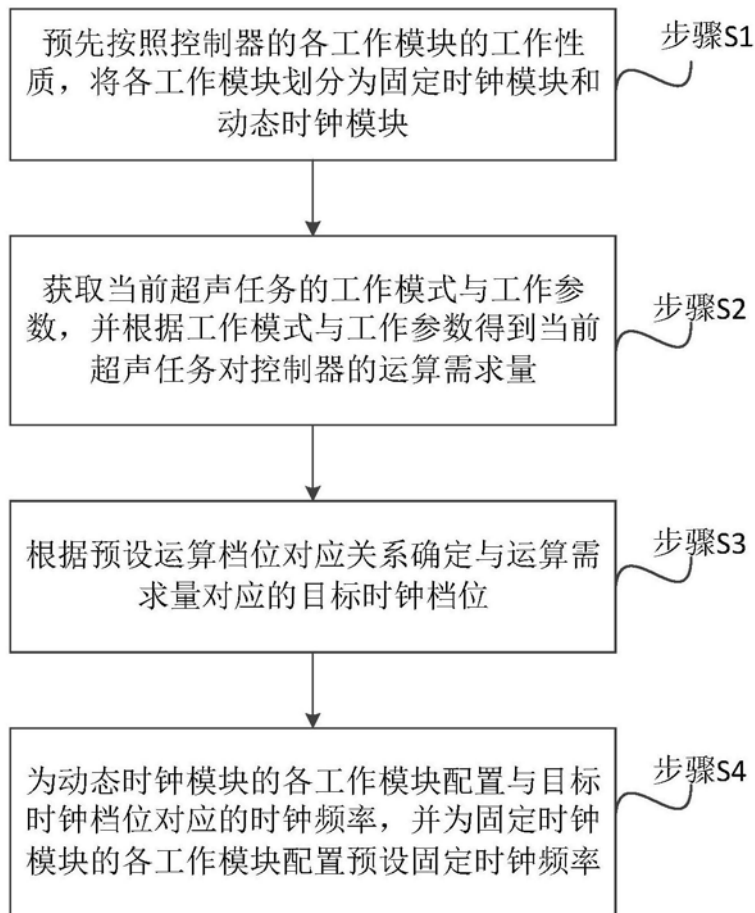 预先按照控制器的各工作模块的工作性
质，将各工作模块划分为固定时钟模块和
动态时钟模块
步骤S1
获取当前超声任务的工作模式与工作参
数，并根据工作模式与工作参数得到当前
超声任务对控制器的运算需求量
步骤S2
根据预设运算档位对应关系确定与运算需
求量对应的目标时钟档位
步骤S3
为动态时钟模块的各工作模块配置与目标
时钟档位对应的时钟频率，并为固定时钟
模块的各工作模块配置预设固定时钟频率
步骤S4